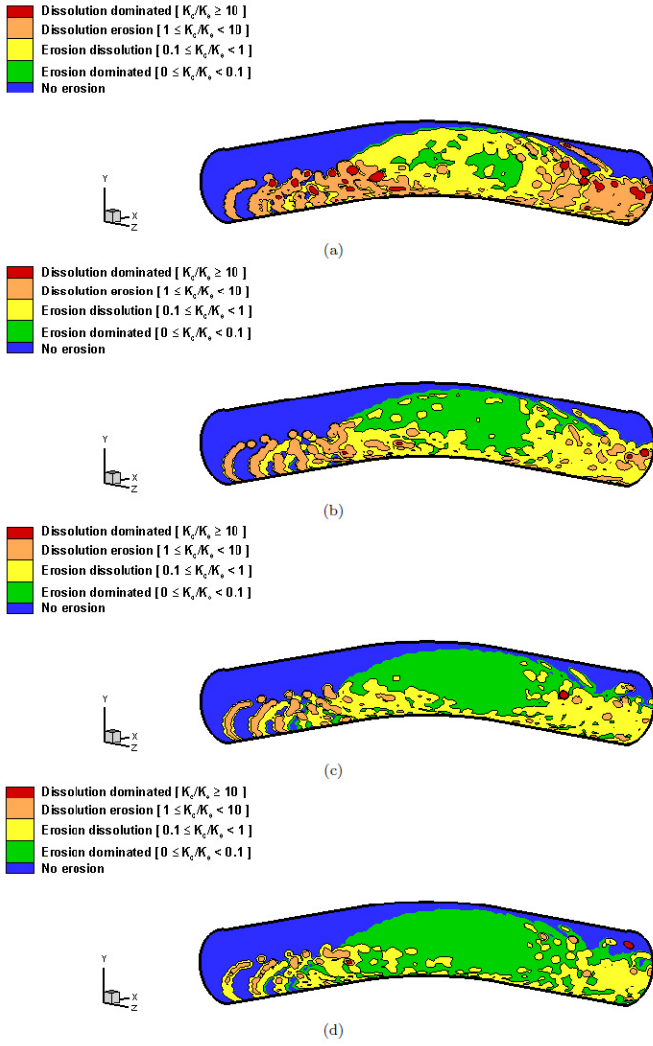 Dissolution dominated [ K_c/K_e ≥ 10 ]
Dissolution erosion [ 1 ≤ K_c/K_e < 10 ]
Erosion dissolution [ 0.1 ≤ K_c/K_e < 1 ]
Erosion dominated [ 0 ≤ K_c/K_e < 0.1 ]
No erosion
Y
X
Z
(a)
Dissolution dominated [ K_c/K_e ≥ 10 ]
Dissolution erosion [ 1 ≤ K_c/K_e < 10 ]
Erosion dissolution [ 0.1 ≤ K_c/K_e < 1 ]
Erosion dominated [ 0 ≤ K_c/K_e < 0.1 ]
No erosion
Y
X
Z
(b)
Dissolution dominated [ K_c/K_e ≥ 10 ]
Dissolution erosion [ 1 ≤ K_c/K_e < 10 ]
Erosion dissolution [ 0.1 ≤ K_c/K_e < 1 ]
Erosion dominated [ 0 ≤ K_c/K_e < 0.1 ]
No erosion
Y
X
Z
(c)
Dissolution dominated [ K_c/K_e ≥ 10 ]
Dissolution erosion [ 1 ≤ K_c/K_e < 10 ]
Erosion dissolution [ 0.1 ≤ K_c/K_e < 1 ]
Erosion dominated [ 0 ≤ K_c/K_e < 0.1 ]
No erosion
Y
X
Z
(d)